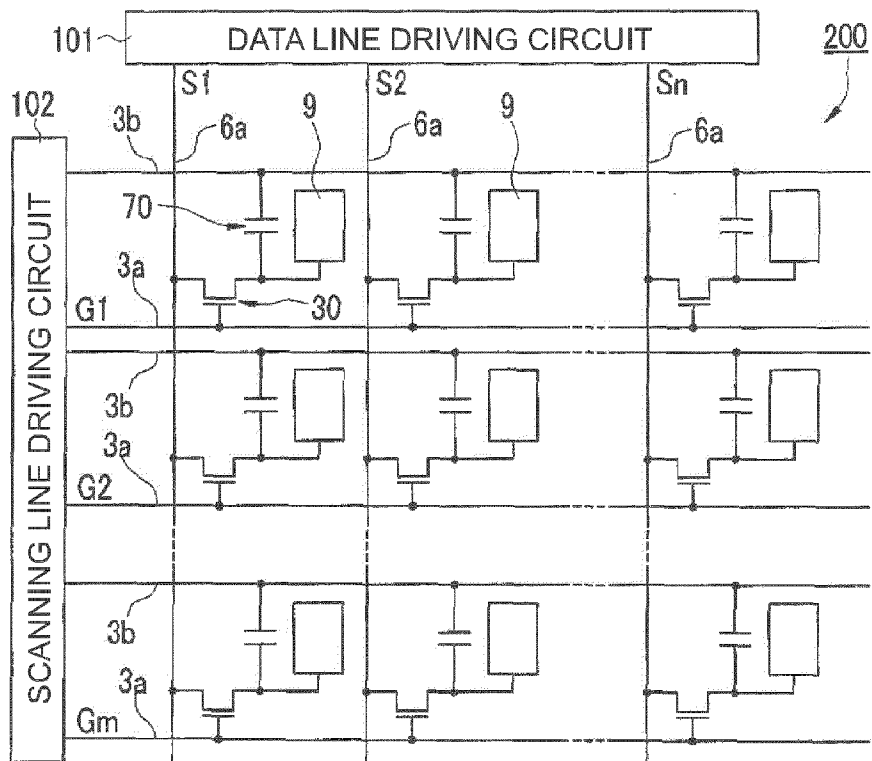 101
DATA LINE DRIVING CIRCUIT
200
102
S1
S2
Sn
3b
6a
9
6a
9
6a
70
3a
30
G1
3b
3a
G2
3b
3a
Gm
SCANNING LINE DRIVING CIRCUIT